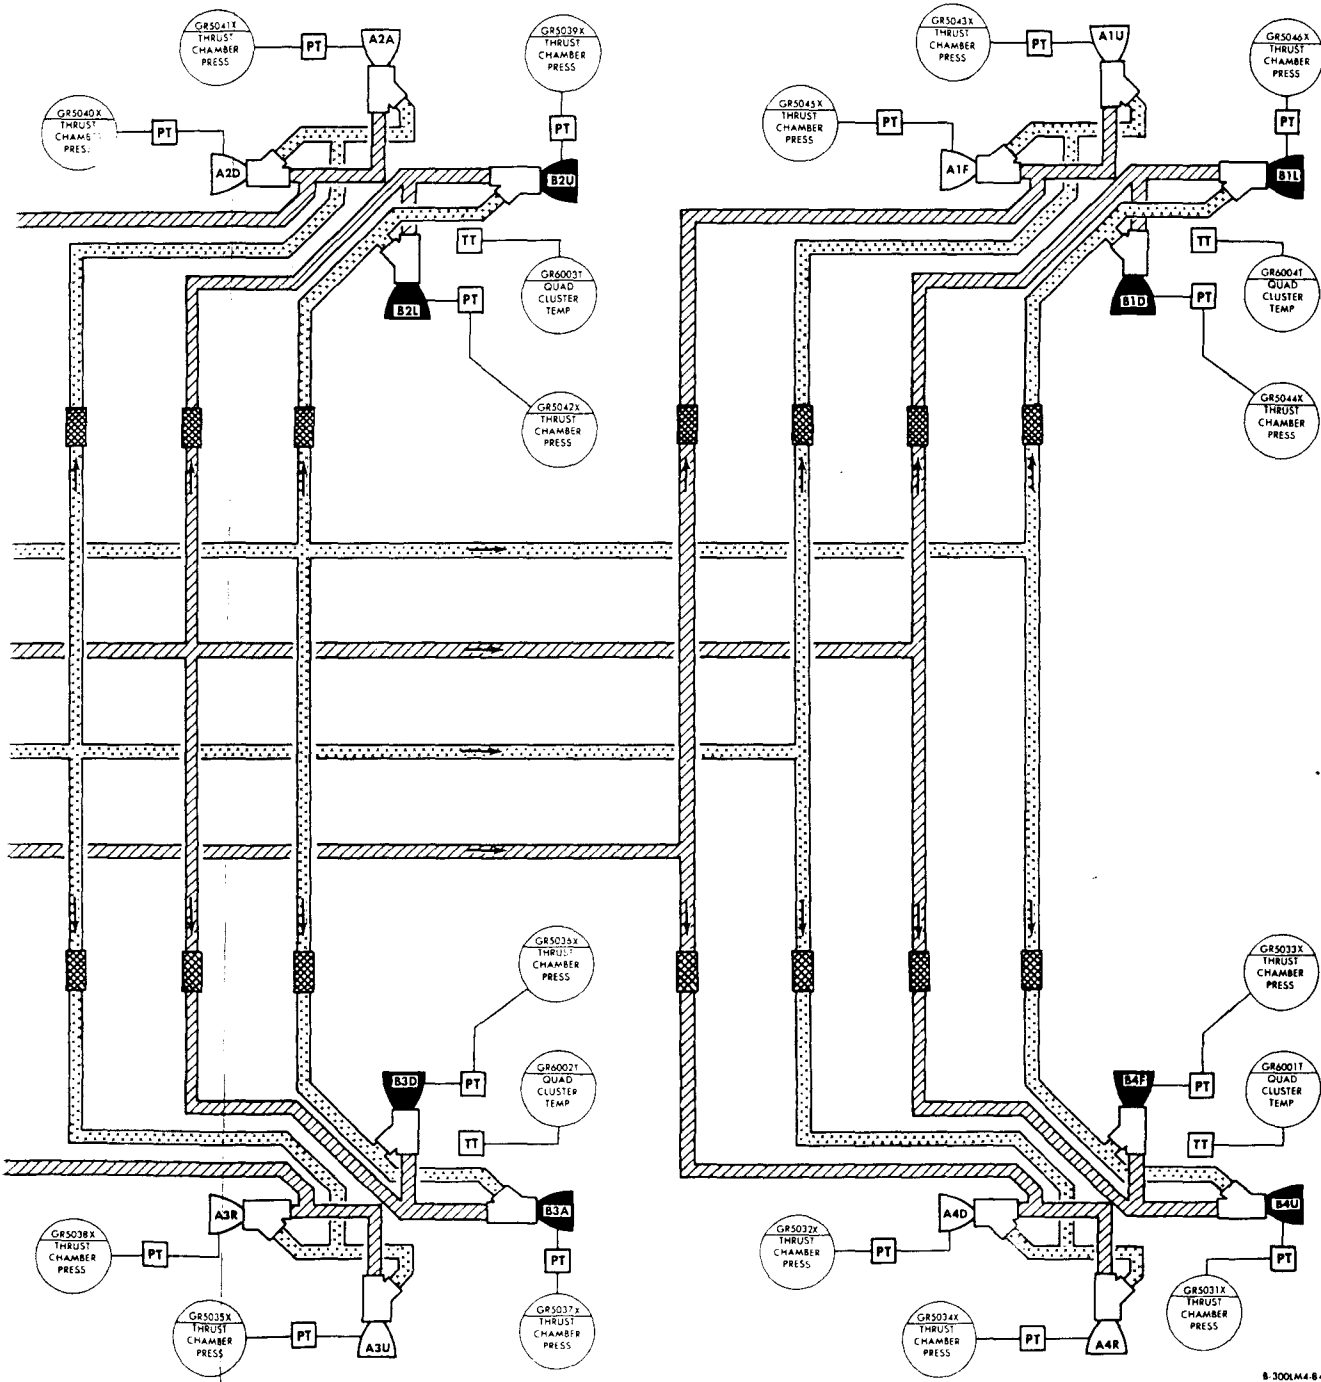 GR5041X
THRUST
CHAMBER
PRESS
PT
A2A
GR5039X
THRUST
CHAMBER
PRESS
PT
GR5040X
THRUST
PT
A2D
B2U
TT
GR6003T
QUAD
CLUSTER
TEMP
B2L
PT
GR5042X
THRUST
CHAMBER
PRESS
GR5043X
THRUST
CHAMBER
PRESS
PT
A1U
GR5046X
THRUST
CHAMBER
PRESS
PT
GR5045X
THRUST
CHAMBER
PRESS
PT
A1F
B1L
TT
GR6004T
QUAD
CLUSTER
TEMP
B1D
PT
GR5044X
THRUST
CHAMBER
PRESS
GR5036X
THRUST
CHAMBER
PRESS
B3D
PT
GR6002T
QUAD
CLUSTER
TEMP
TT
A3R
B3A
GR5038X
THRUST
CHAMBER
PRESS
PT
PT
GR5035X
THRUST
CHAMBER
PRESS
PT
A3U
GR5037X
THRUST
CHAMBER
PRESS
GR5033X
THRUST
CHAMBER
PRESS
B4F
PT
GR6001T
QUAD
CLUSTER
TEMP
TT
A4D
B4U
GR5032X
THRUST
CHAMBER
PRESS
PT
PT
GR5031X
THRUST
CHAMBER
PRESS
GR5034X
THRUST
CHAMBER
PRESS
PT
A4R